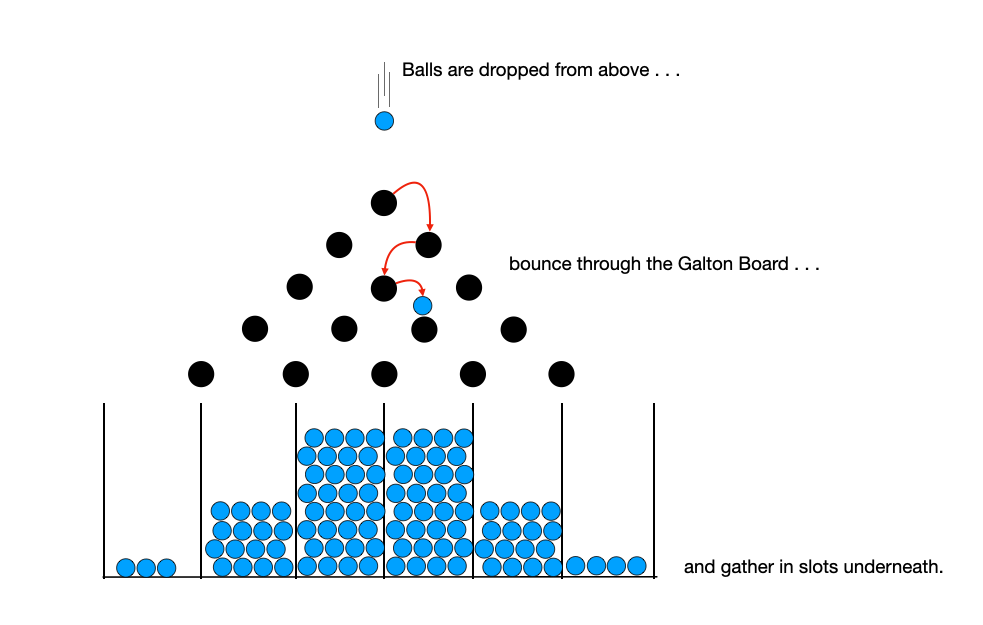 Balls are dropped from above . . .
bounce through the Galton Board . . .
and gather in slots underneath.